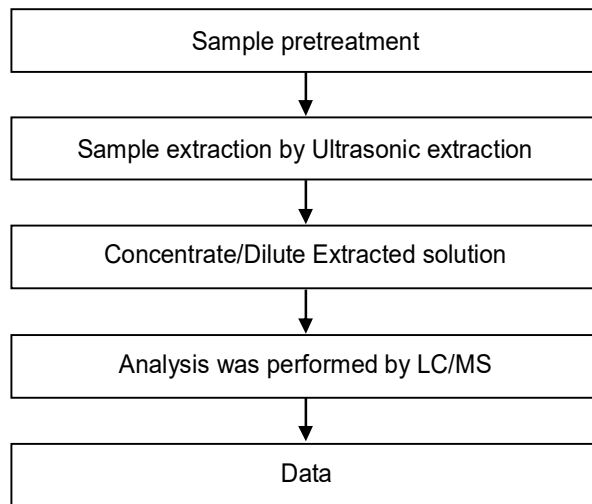 Sample pretreatment
Sample extraction by Ultrasonic extraction
Concentrate/Dilute Extracted solution
Analysis was performed by LC/MS
Data